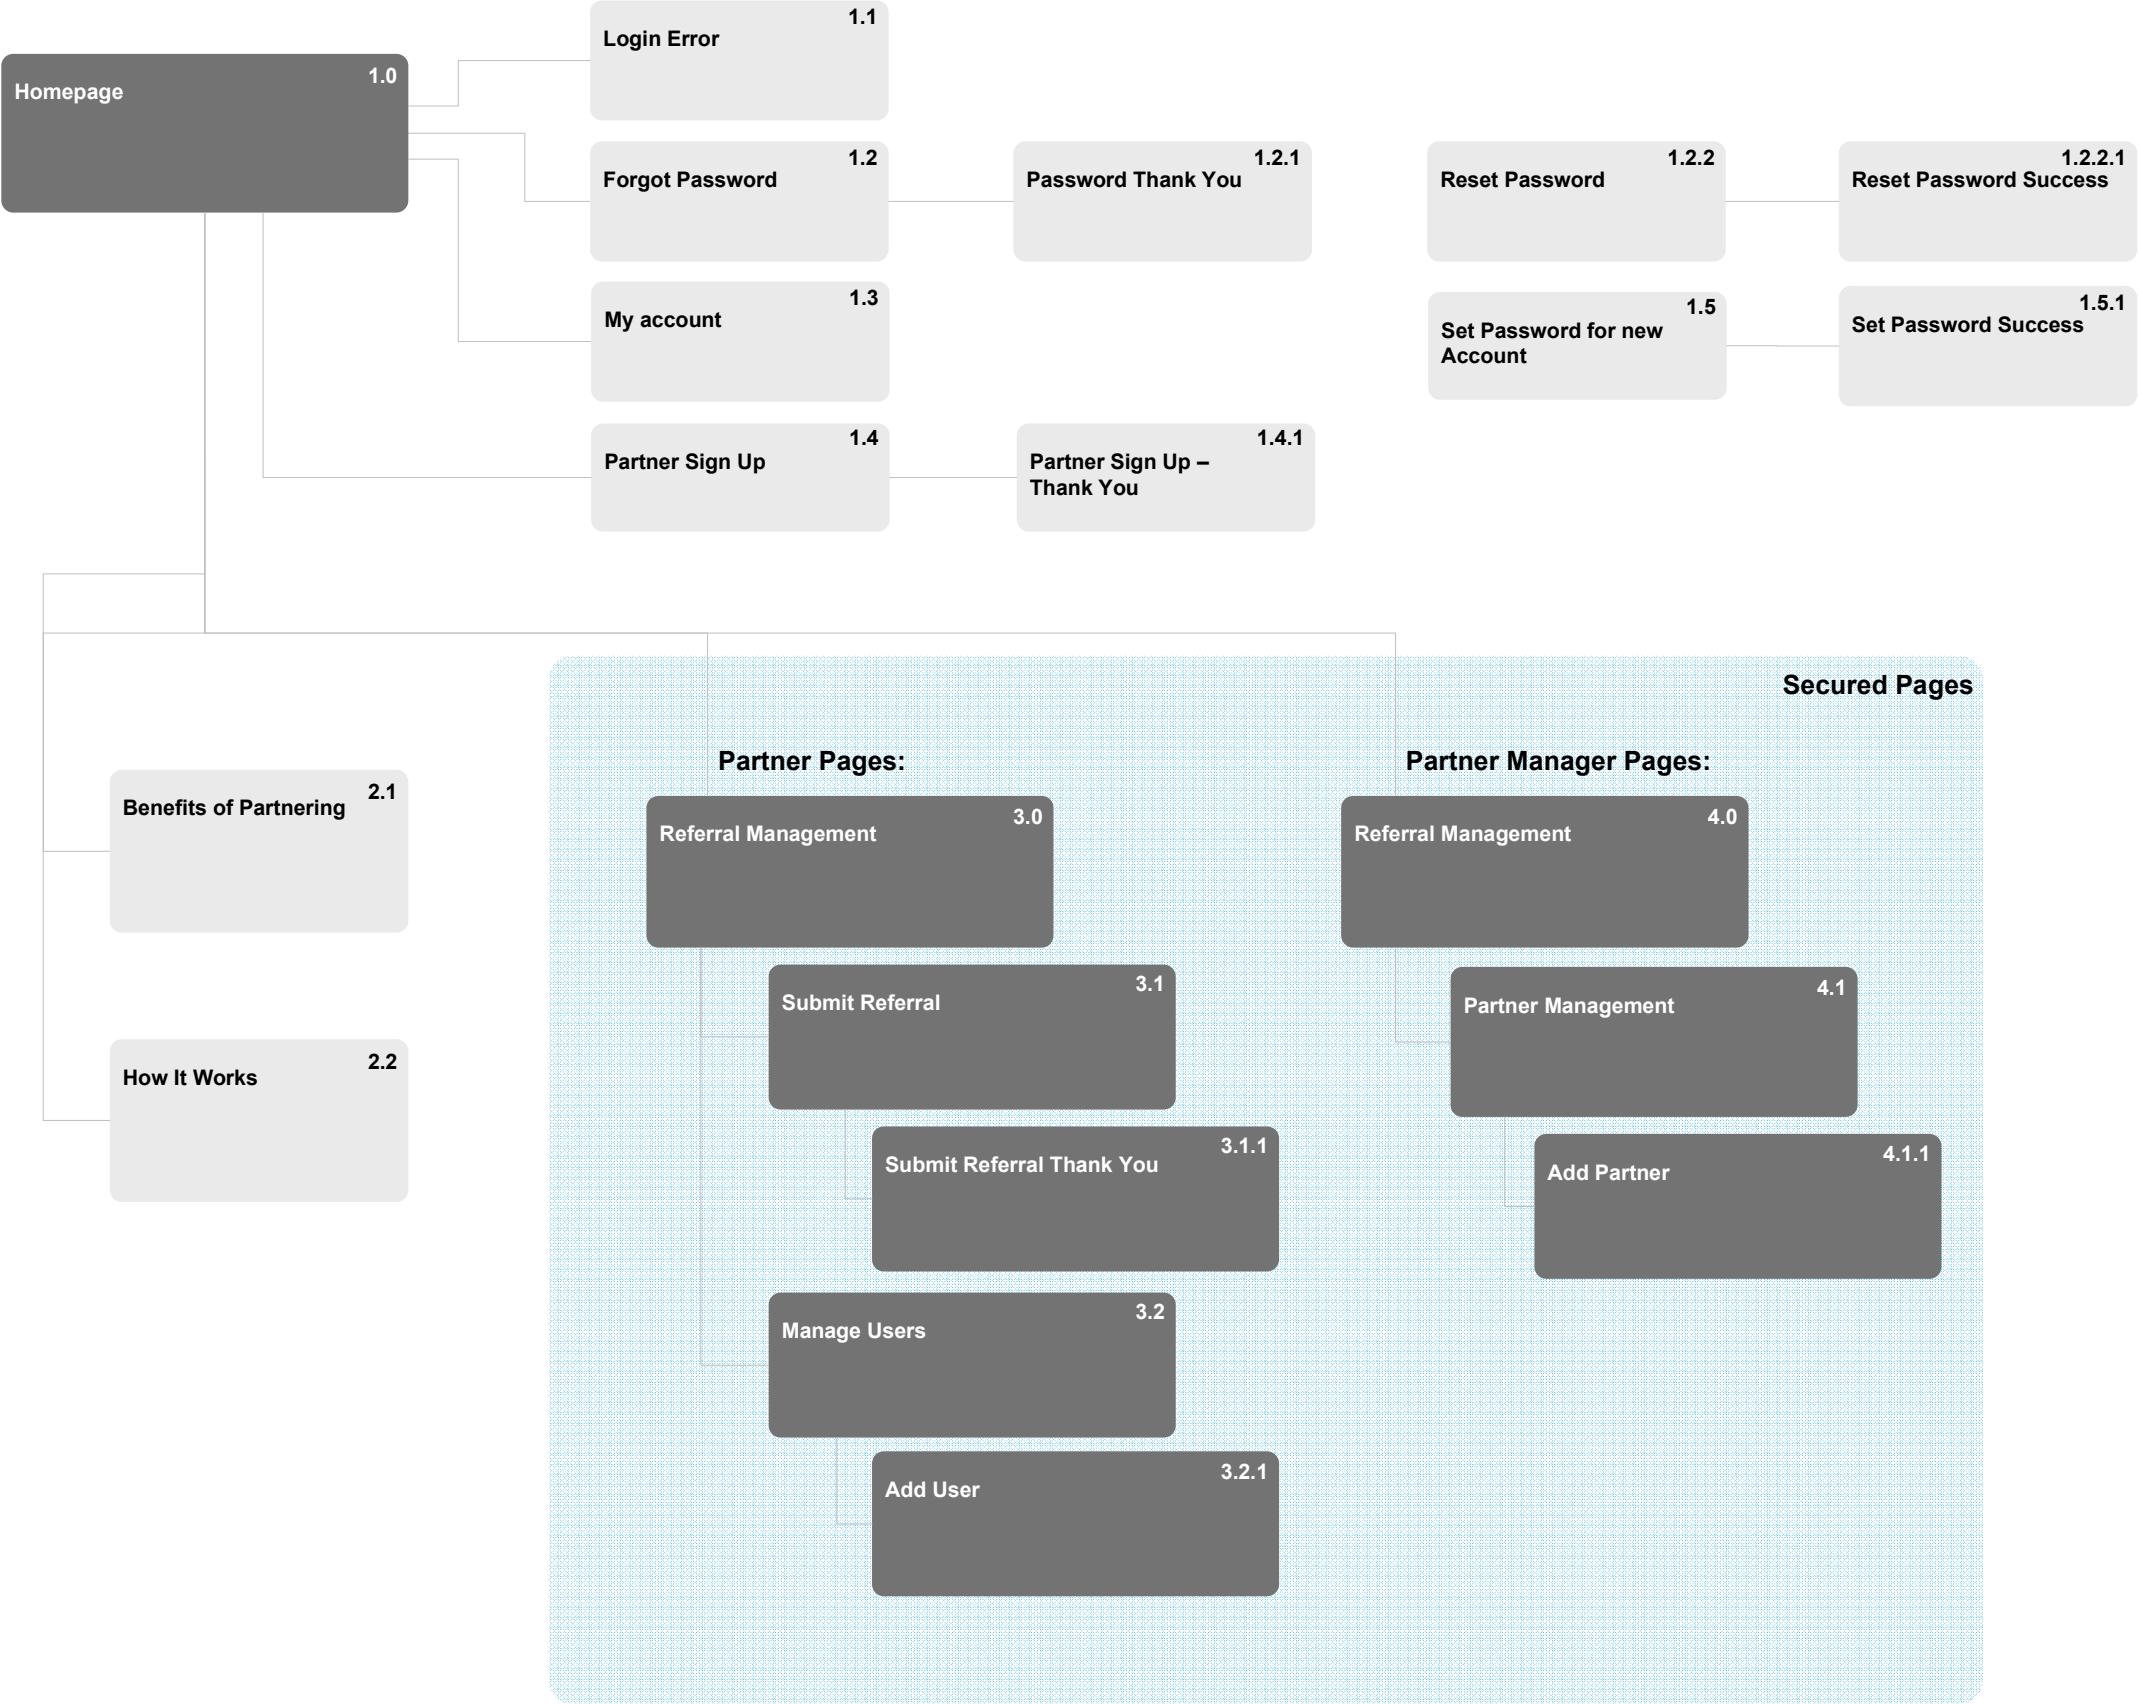 1.0
Homepage
1.1
Login Error
1.2
Forgot Password
1.2.1
Password Thank You
1.2.2
Reset Password
1.2.2.1
Reset Password Success
1.3
My account
1.5
Set Password for new
Account
1.5.1
Set Password Success
1.4
Partner Sign Up
1.4.1
Partner Sign Up –
Thank You
Secured Pages
2.1
Benefits of Partnering
2.2
How It Works
Partner Pages:
3.0
Referral Management
3.1
Submit Referral
3.1.1
Submit Referral Thank You
3.2
Manage Users
3.2.1
Add User
Partner Manager Pages:
4.0
Referral Management
4.1
Partner Management
4.1.1
Add Partner